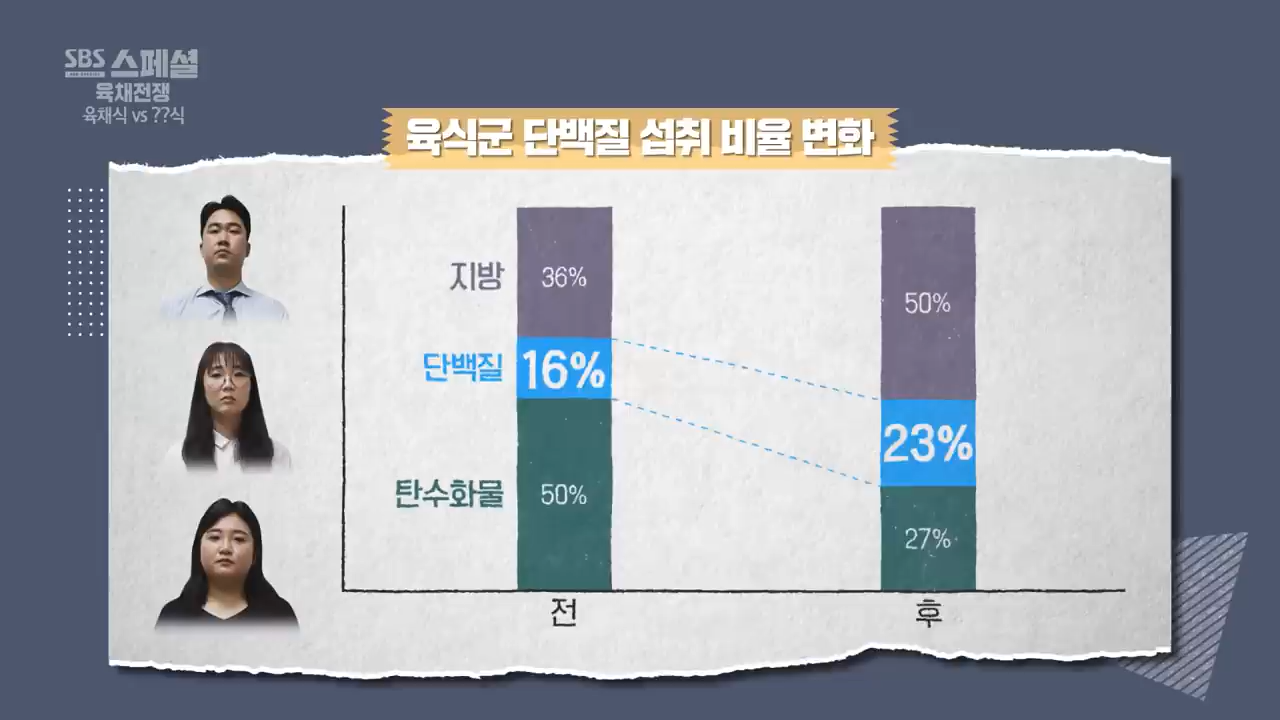 SBS 스페셜
육채전쟁
육채식 vs ??식
육식군 단백질 섭취 비율 변화
지방
36%
50%
단백질
16%
23%
탄수화물
50%
27%
전
후